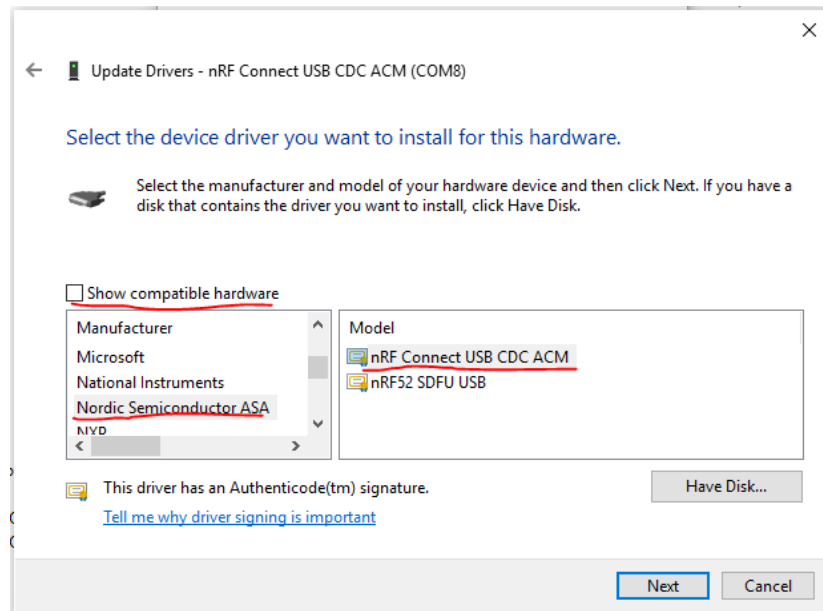 Update Drivers - nRF Connect USB CDC ACM (COM8)
Select the device driver you want to install for this hardware.
Select the manufacturer and model of your hardware device and then click Next. If you have a
disk that contains the driver you want to install, click Have Disk.
Show compatible hardware
Manufacturer
Microsoft
National Instruments
Nordic Semiconductor ASA
NXP
Model
nRF Connect USB CDC ACM
nRF52 SDFU USB
This driver has an Authenticode(tm) signature.
Have Disk...
Tell me why driver signing is important
Next
Cancel